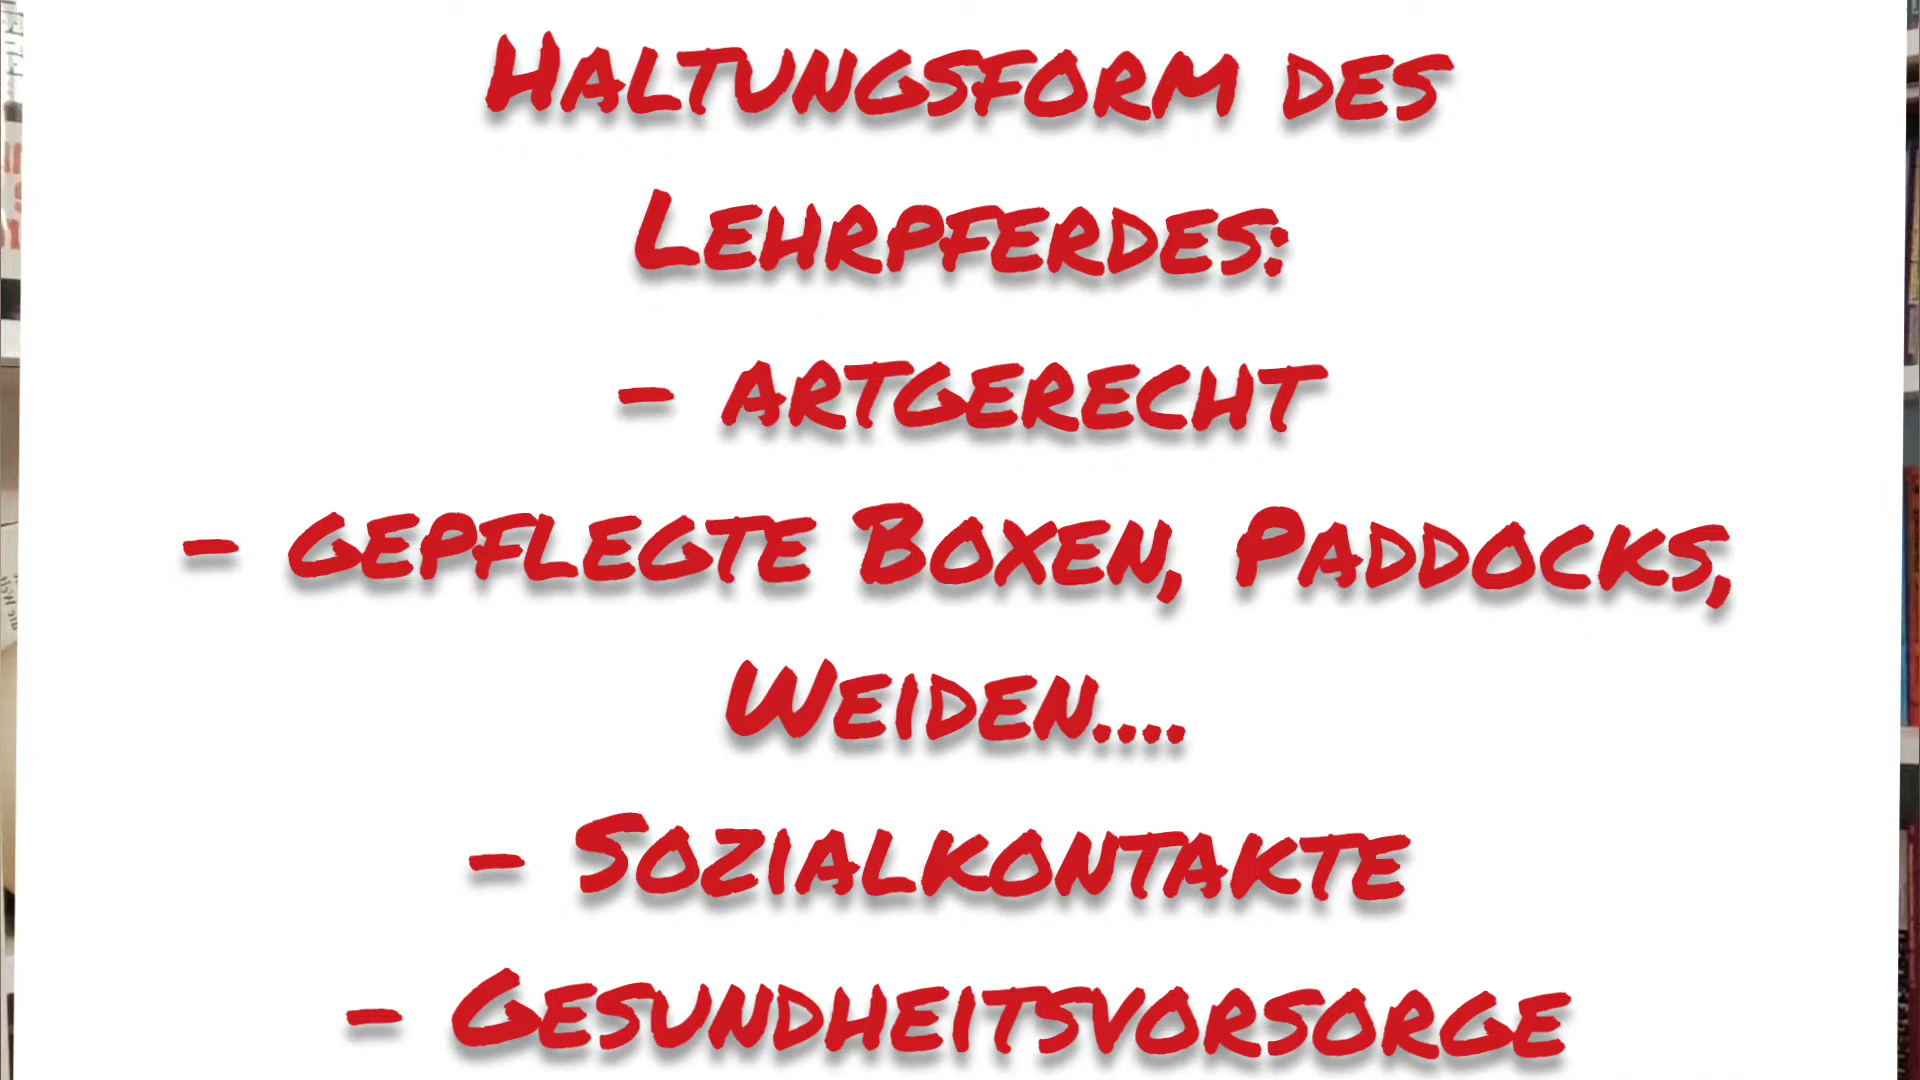 Haltungsform des
Lehrpferdes:
- artgerecht
- gepflegte Boxen, Paddocks,
Weiden....
- Sozialkontakte
- Gesundheitsvorsorge